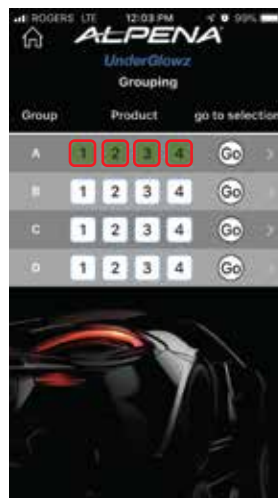 ROGERS LTE 12:03 PM 99%
ALPENA
UnderGlowz
Grouping
Group Product go to selection
A 1 2 3 4 Go
B 1 2 3 4 Go
C 1 2 3 4 Go
D 1 2 3 4 Go